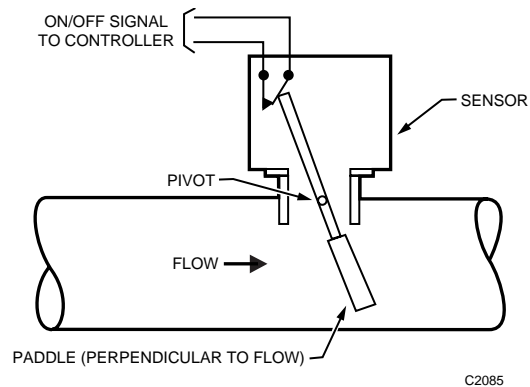 ON/OFF SIGNAL
TO CONTROLLER
SENSOR
PIVOT
FLOW
PADDLE (PERPENDICULAR TO FLOW)
C2085